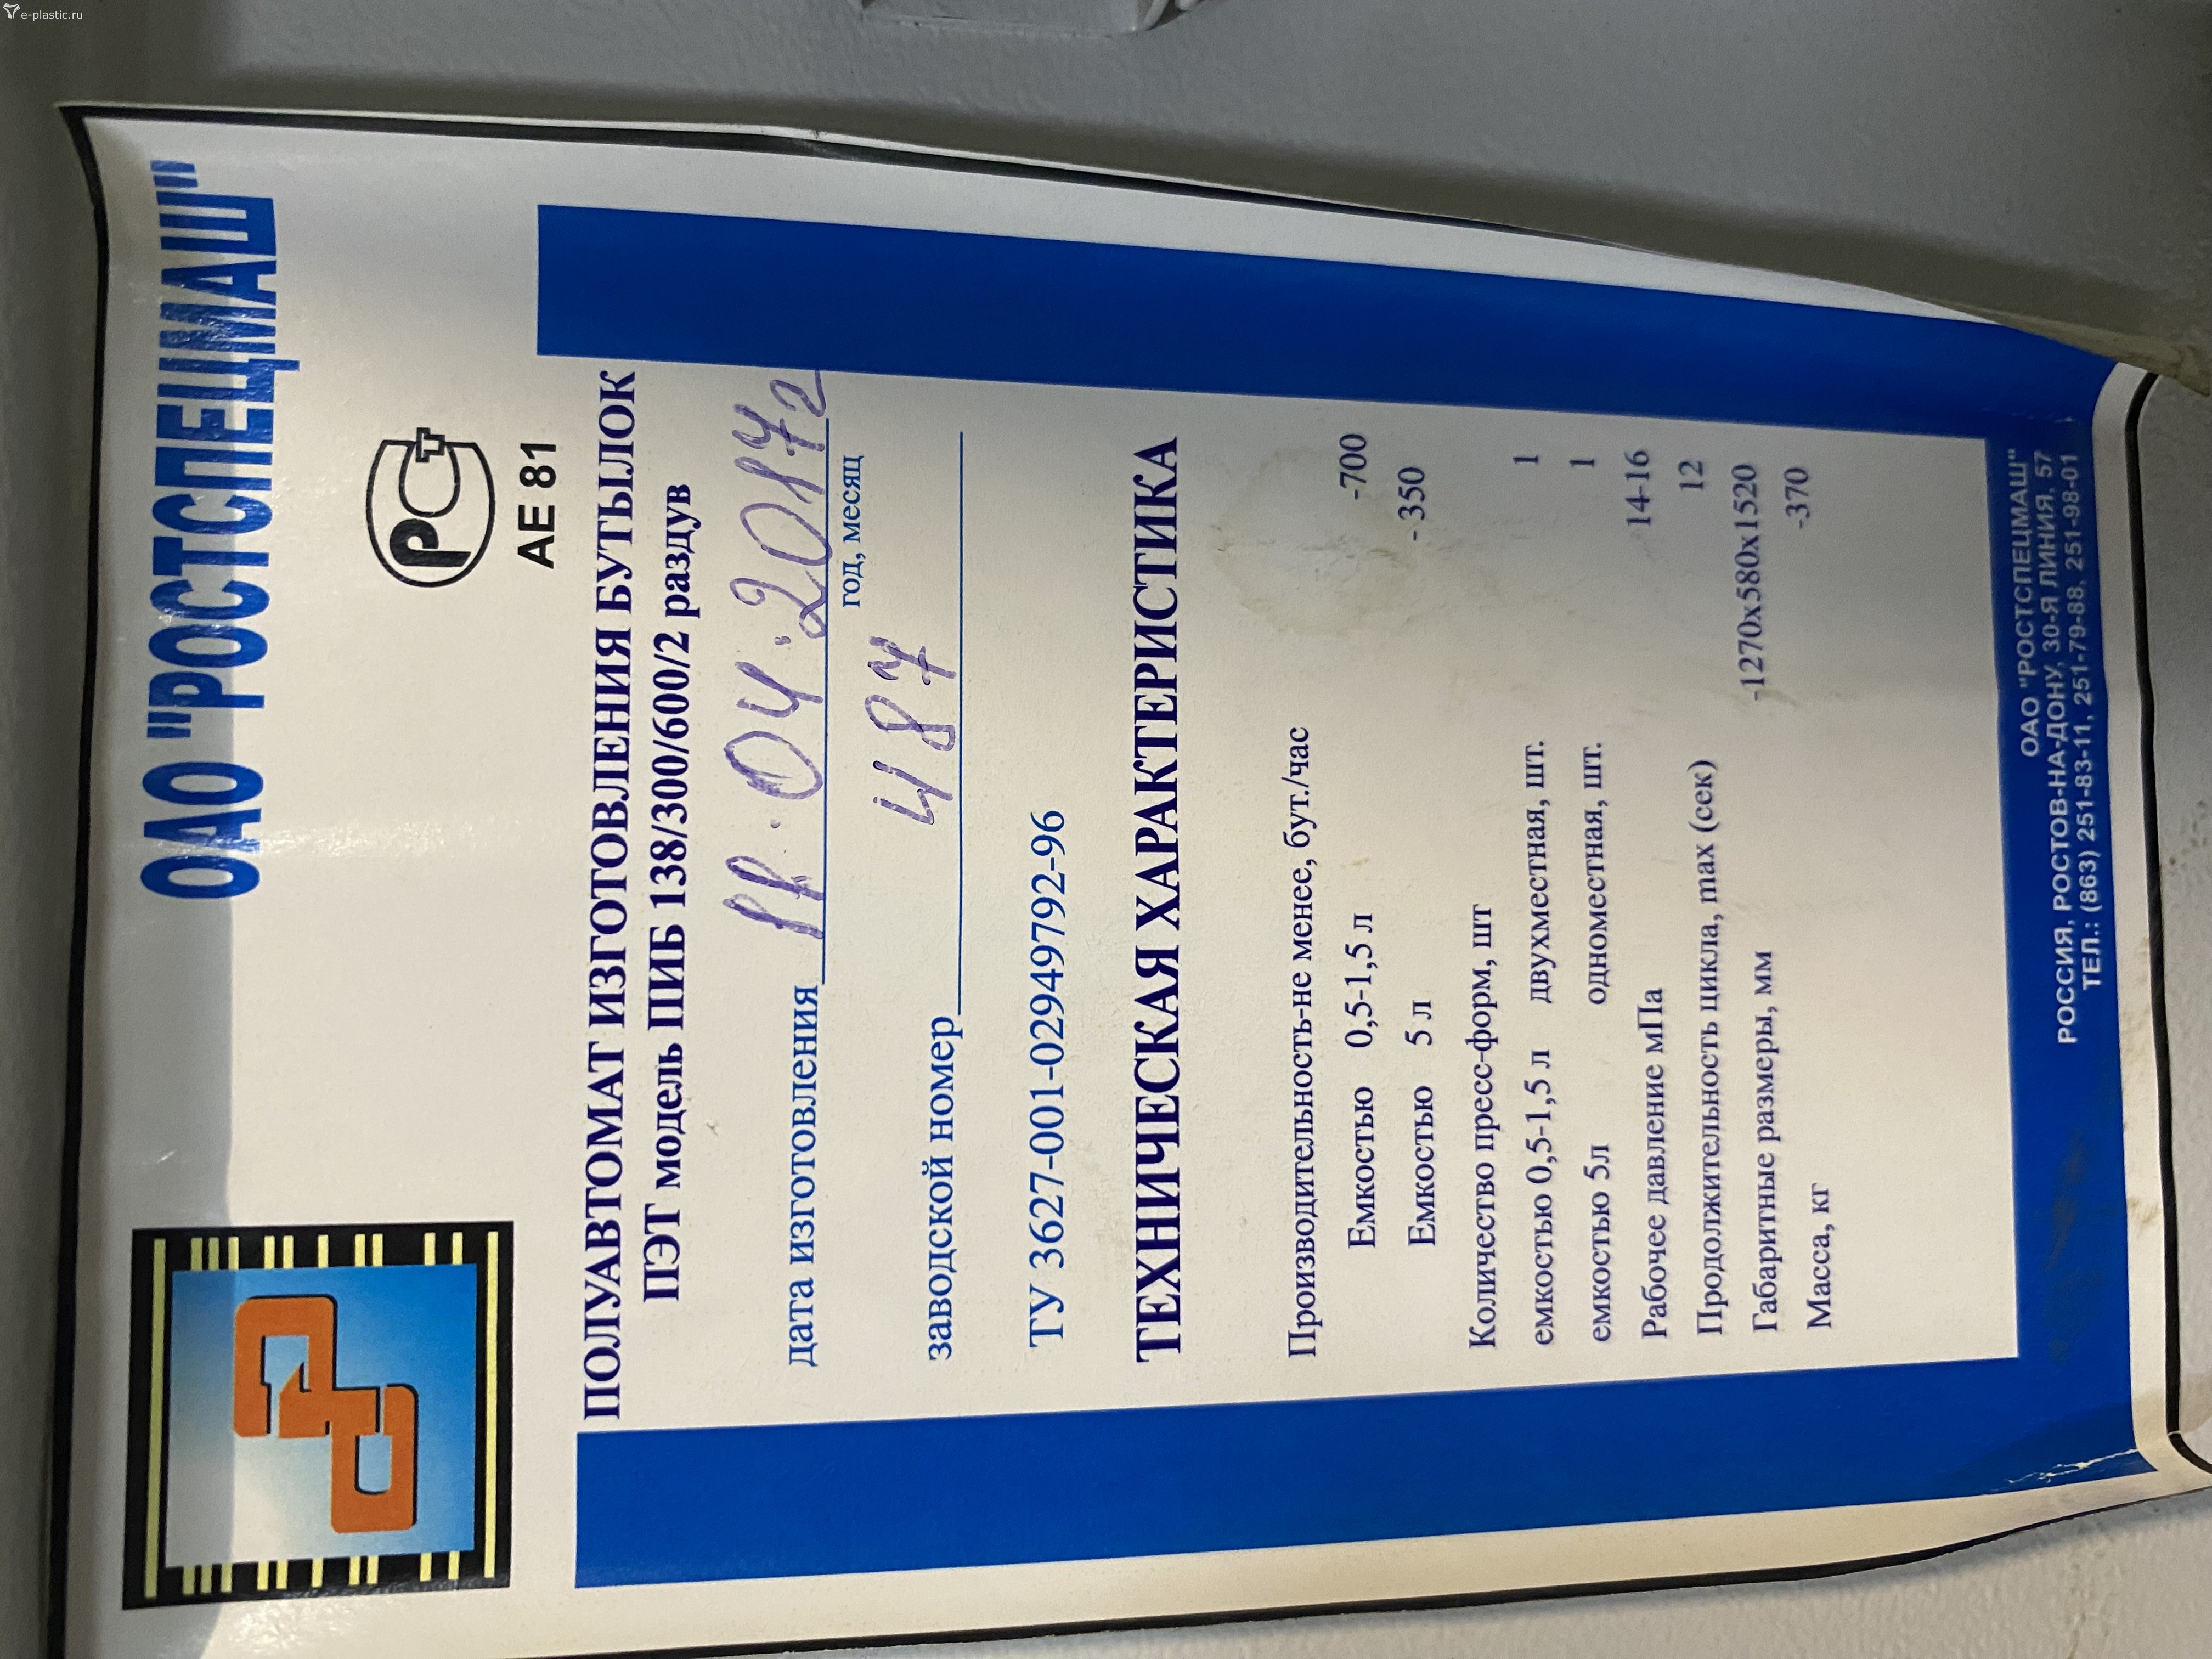 e-plastic.ru
ОАО "РОСТСПЕЦМАШ"
РСТ
АЕ 81
ПОЛУАВТОМАТ ИЗГОТОВЛЕНИЯ БУТЫЛОК
ПЭТ модель ПИБ 138/300/600/2 раздув
дата изготовления 11.04.2017г
год, месящ
заводской номер 487
ТУ 3627-001-02949792-96
ТЕХНИЧЕСКАЯ ХАРАКТЕРИСТИКА
Производительность-не менее, бут./час
Емкостью 0,5-1,5 л -700
Емкостью 5 л - 350
Количество пресс-форм, шт
емкостью 0,5-1,5 л двухместная, шт. 1
емкостью 5л одноместная, шт. 1
Рабочее давление мПа 14-16
Продолжительность цикла, max (сек) 12
Габаритные размеры, мм -1270х580х1520
Масса, кг -370
ОАО "РОСТСПЕЦМАШ"
РОССИЯ, РОСТОВ-НА-ДОНУ, 30-Я ЛИНИЯ, 57
ТЕЛ.: (863) 251-83-11, 251-79-88, 251-98-01